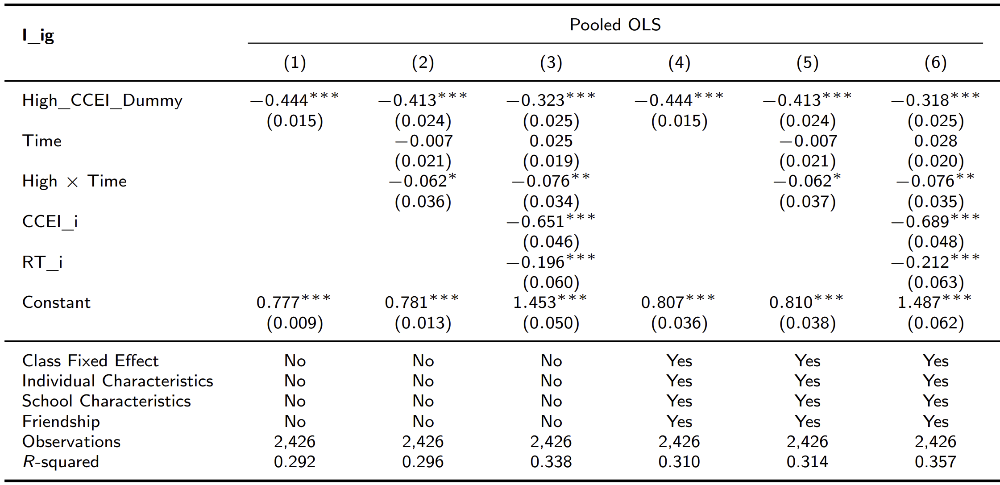 I_ig Pooled OLS
(1) (2) (3) (4) (5) (6)
High_CCEI_Dummy −0.444*** −0.413*** −0.323*** −0.444*** −0.413*** −0.318***
(0.015) (0.024) (0.025) (0.015) (0.024) (0.025)
Time −0.007 0.025 −0.007 0.028
(0.021) (0.019) (0.021) (0.020)
High × Time −0.062* −0.076** −0.062* −0.076**
(0.036) (0.034) (0.037) (0.035)
CCEI_i −0.651*** −0.689***
(0.046) (0.048)
RT_i −0.196*** −0.212***
(0.060) (0.063)
Constant 0.777*** 0.781*** 1.453*** 0.807*** 0.810*** 1.487***
(0.009) (0.013) (0.050) (0.036) (0.038) (0.062)
Class Fixed Effect No No No Yes Yes Yes
Individual Characteristics No No No Yes Yes Yes
School Characteristics No No No Yes Yes Yes
Friendship No No No Yes Yes Yes
Observations 2,426 2,426 2,426 2,426 2,426 2,426
R-squared 0.292 0.296 0.338 0.310 0.314 0.357